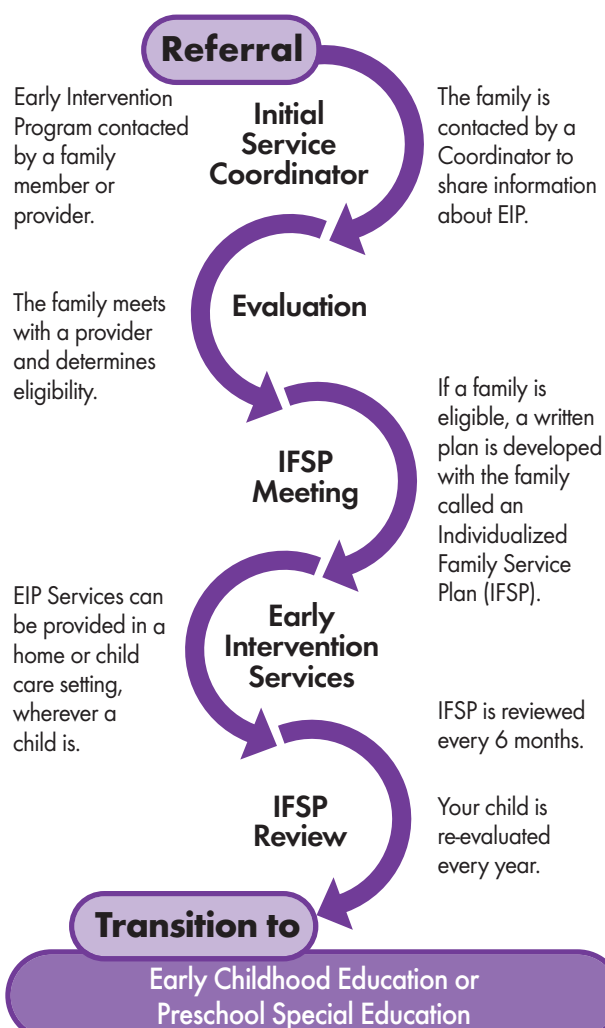 Referral
Early Intervention
Program contacted
by a family
member or
provider.
Initial
Service
Coordinator
The family is
contacted by a
Coordinator to
share information
about EIP.
The family meets
with a provider
and determines
eligibility.
Evaluation
IFSP
Meeting
If a family is
eligible, a written
plan is developed
with the family
called an
Individualized
Family Service
Plan (IFSP).
EIP Services can
be provided in a
home or child
care setting,
wherever a
child is.
Early
Intervention
Services
IFSP
Review
IFSP is reviewed
every 6 months.
Your child is
re-evaluated
every year.
Transition to
Early Childhood Education or
Preschool Special Education